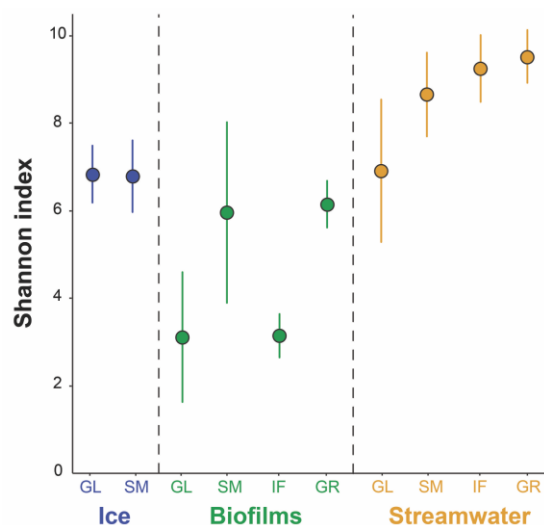 Shannon index
10
8
6
4
2
0
GL SM GL SM IF GR GL SM IF GR
Ice Biofilms Streamwater